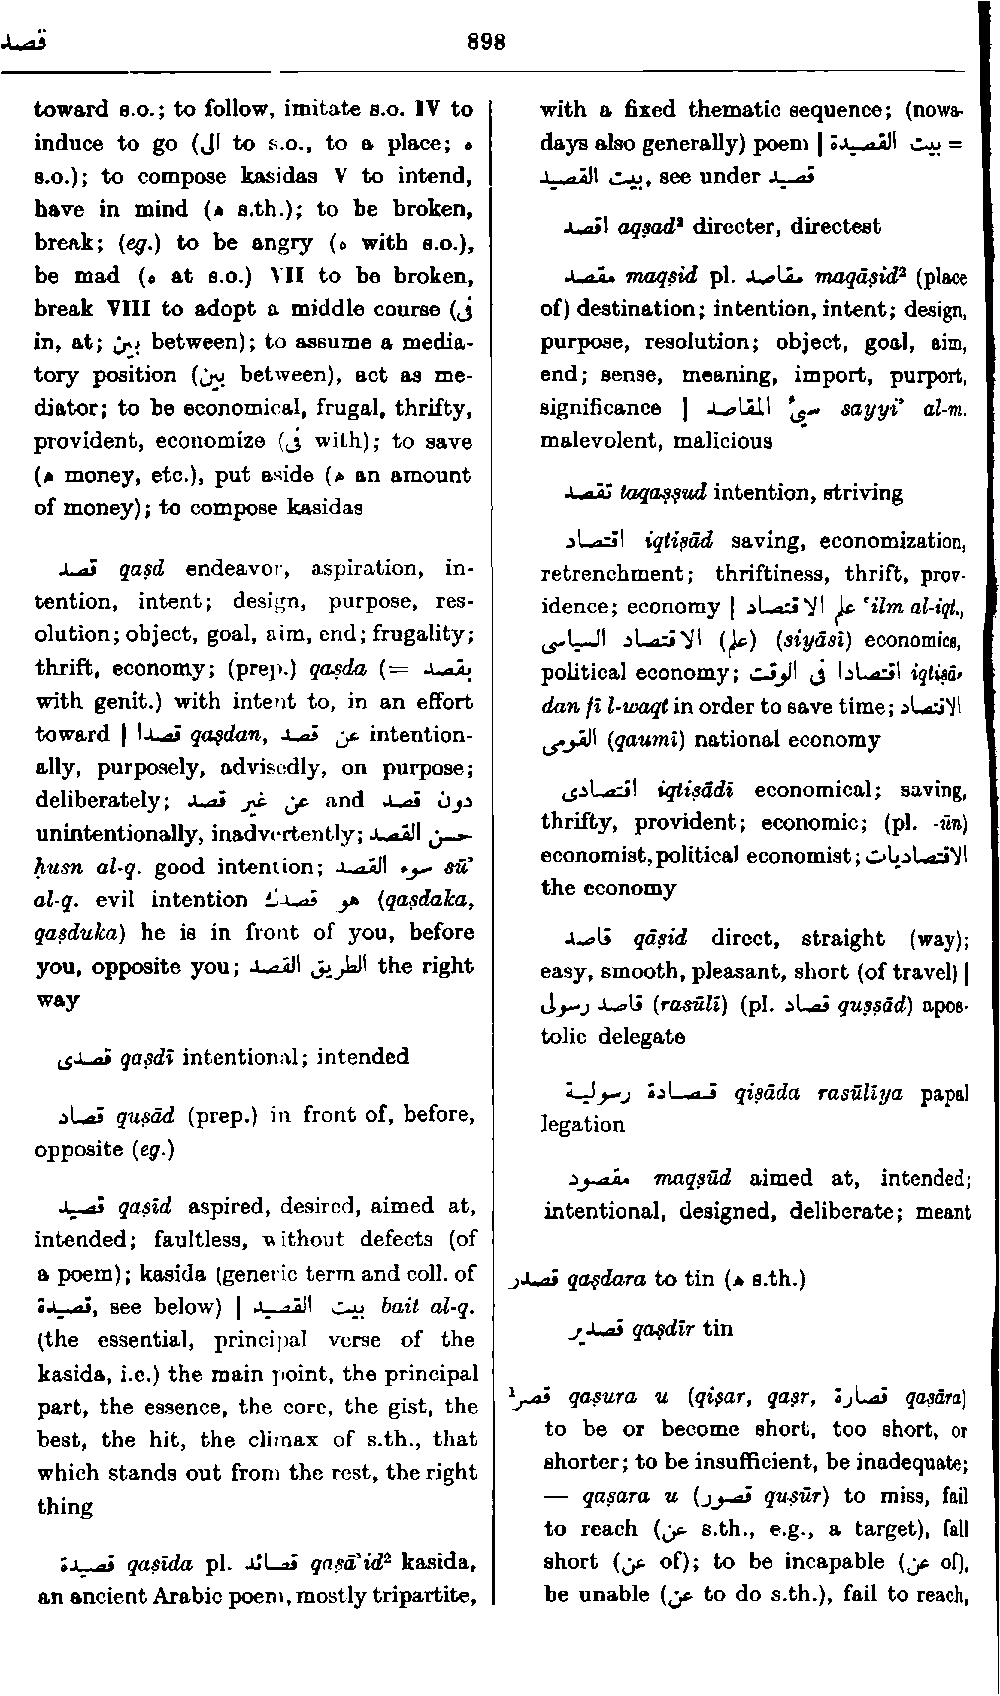 قصد
898
toward s.o.; to follow, imitate s.o. IV to
induce to go (الى to s.o., to a place; ه
s.o.); to compose kasidas V to intend,
have in mind (ه s.th.); to be broken,
break; (eg.) to be angry (ه with s.o.),
be mad (ه at s.o.) VII to be broken,
break VIII to adopt a middle course (فى
in, at; بين between); to assume a media-
tory position (بين between), act as me-
diator; to be economical, frugal, thrifty,
provident, economize (فى with); to save
(ه money, etc.), put aside (ه an amount
of money); to compose kasidas
قصد qaṣd endeavor, aspiration, in-
tention, intent; design, purpose, res-
olution; object, goal, aim, end; frugality;
thrift, economy; (prep.) qaṣda (= بقصد
with genit.) with intent to, in an effort
toward | قصدا qaṣdan, عن قصد intention-
ally, purposely, advisedly, on purpose;
deliberately; عن غير قصد and دون قصد
unintentionally, inadvertently; حسن القصد
ḥusn al-q. good intention; سوء القصد sū’
al-q. evil intention هو قصدك (qaṣdaka,
qaṣduka) he is in front of you, before
you, opposite you; الطريق القصد the right
way
قصدى qaṣdī intentional; intended
قصاد quṣād (prep.) in front of, before,
opposite (eg.)
قصيد qaṣīd aspired, desired, aimed at,
intended; faultless, without defects (of
a poem); kasida (generic term and coll. of
قصيدة, see below) | بيت القصيد bait al-q.
(the essential, principal verse of the
kasida, i.e.) the main point, the principal
part, the essence, the core, the gist, the
best, the hit, the climax of s.th., that
which stands out from the rest, the right
thing
قصيدة qaṣīda pl. قصائد qaṣā’id² kasida,
an ancient Arabic poem, mostly tripartite,
with a fixed thematic sequence; (nowa-
days also generally) poem | بيت القصيدة =
بيت القصيد, see under قصيد
اقصد aqṣad² directer, directest
مقصد maqṣid pl. مقاصد maqāṣid² (place
of) destination; intention, intent; design,
purpose, resolution; object, goal, aim,
end; sense, meaning, import, purport,
significance | سىء المقاصد sayyi’ al-m.
malevolent, malicious
تقصد taqaṣṣud intention, striving
اقتصاد iqtiṣād saving, economization,
retrenchment; thriftiness, thrift, prov-
idence; economy | علم الاقتصاد ‘ilm al-iqt.,
(علم) الاقتصاد السياسى (siyāsī) economics,
political economy; اقتصادا فى الوقت iqtiṣā-
dan fī l-waqt in order to save time; الاقتصاد
القومى (qaumī) national economy
اقتصادى iqtiṣādī economical; saving,
thrifty, provident; economic; (pl. -ūn)
economist, political economist; الاقتصاديات
the economy
قاصد qāṣid direct, straight (way);
easy, smooth, pleasant, short (of travel) |
قاصد رسولى (rasūlī) (pl. قصاد quṣṣād) apos-
tolic delegate
قصادة رسولية qiṣāda rasūlīya papal
legation
مقصود maqṣūd aimed at, intended;
intentional, designed, deliberate; meant
قصدر qaṣdara to tin (ه s.th.)
قصدير qaṣdīr tin
¹قصر qaṣura u (qiṣar, qaṣr, قصارة qaṣāra)
to be or become short, too short, or
shorter; to be insufficient, be inadequate;
— qaṣara u (قصور quṣūr) to miss, fail
to reach (عن s.th., e.g., a target), fall
short (عن of); to be incapable (عن of),
be unable (عن to do s.th.), fail to reach,